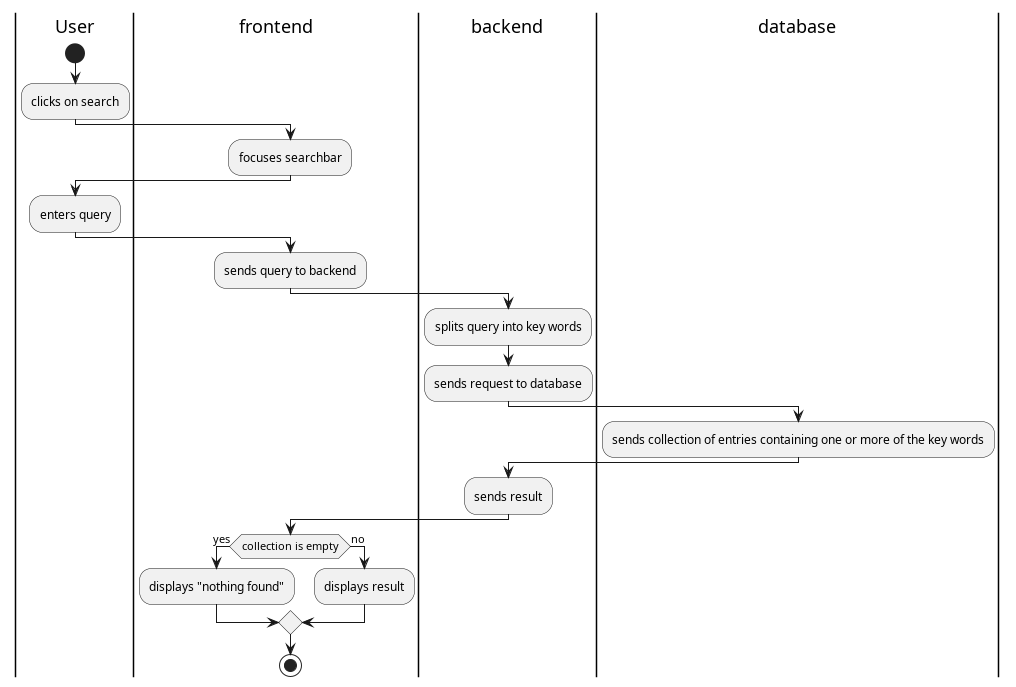 User
frontend
backend
database
clicks on search
focuses searchbar
enters query
sends query to backend
splits query into key words
sends request to database
sends collection of entries containing one or more of the key words
sends result
yes
collection is empty
no
displays "nothing found"
displays result